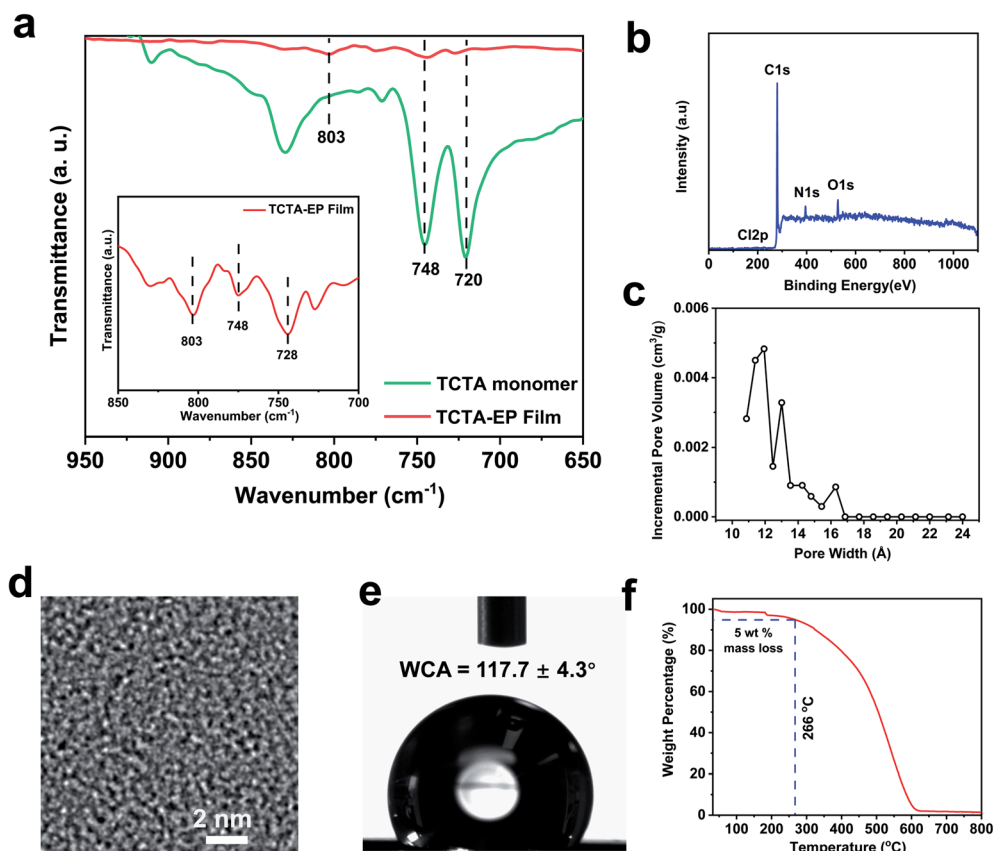 a
Transmittance (a. u.)
803
748
720
TCTA-EP Film
Transmittance (a.u.)
803
748
728
850
800
750
700
Wavenumber (cm⁻¹)
TCTA monomer
TCTA-EP Film
950
900
850
800
750
700
650
Wavenumber (cm⁻¹)
b
Intensity (a.u)
C1s
N1s
O1s
Cl2p
0
200
400
600
800
1000
Binding Energy(eV)
c
Incremental Pore Volume (cm³/g)
0.006
0.004
0.002
0.000
10
12
14
16
18
20
22
24
Pore Width (Å)
d
2 nm
e
WCA = 117.7 ± 4.3°
f
Weight Percentage (%)
100
80
60
40
20
0
5 wt %
mass loss
266 °C
100
200
300
400
500
600
700
800
Temperature (°C)